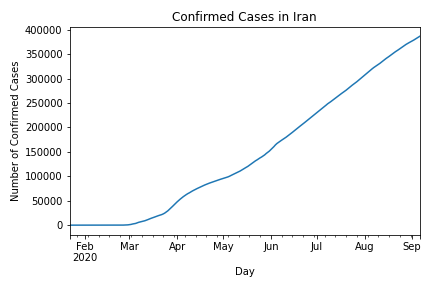 Confirmed Cases in Iran
400000
350000
300000
250000
200000
150000
100000
50000
0
Number of Confirmed Cases
Feb Mar Apr May Jun Jul Aug Sep
2020
Day